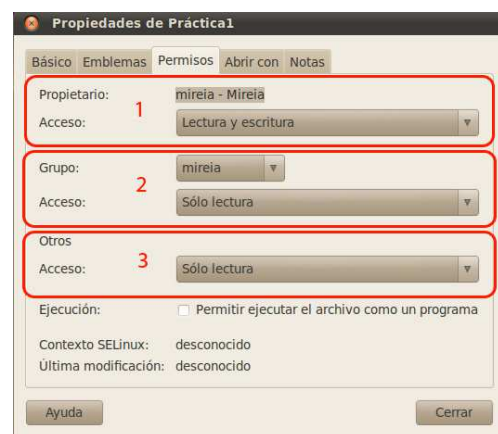 Propiedades de Práctica1
Básico Emblemas Permisos Abrir con Notas
Propietario: mireia - Mireia
1
Acceso: Lectura y escritura
Grupo: mireia
2
Acceso: Sólo lectura
Otros
Acceso: 3 Sólo lectura
Ejecución: Permitir ejecutar el archivo como un programa
Contexto SELinux: desconocido
Última modificación: desconocido
Ayuda Cerrar